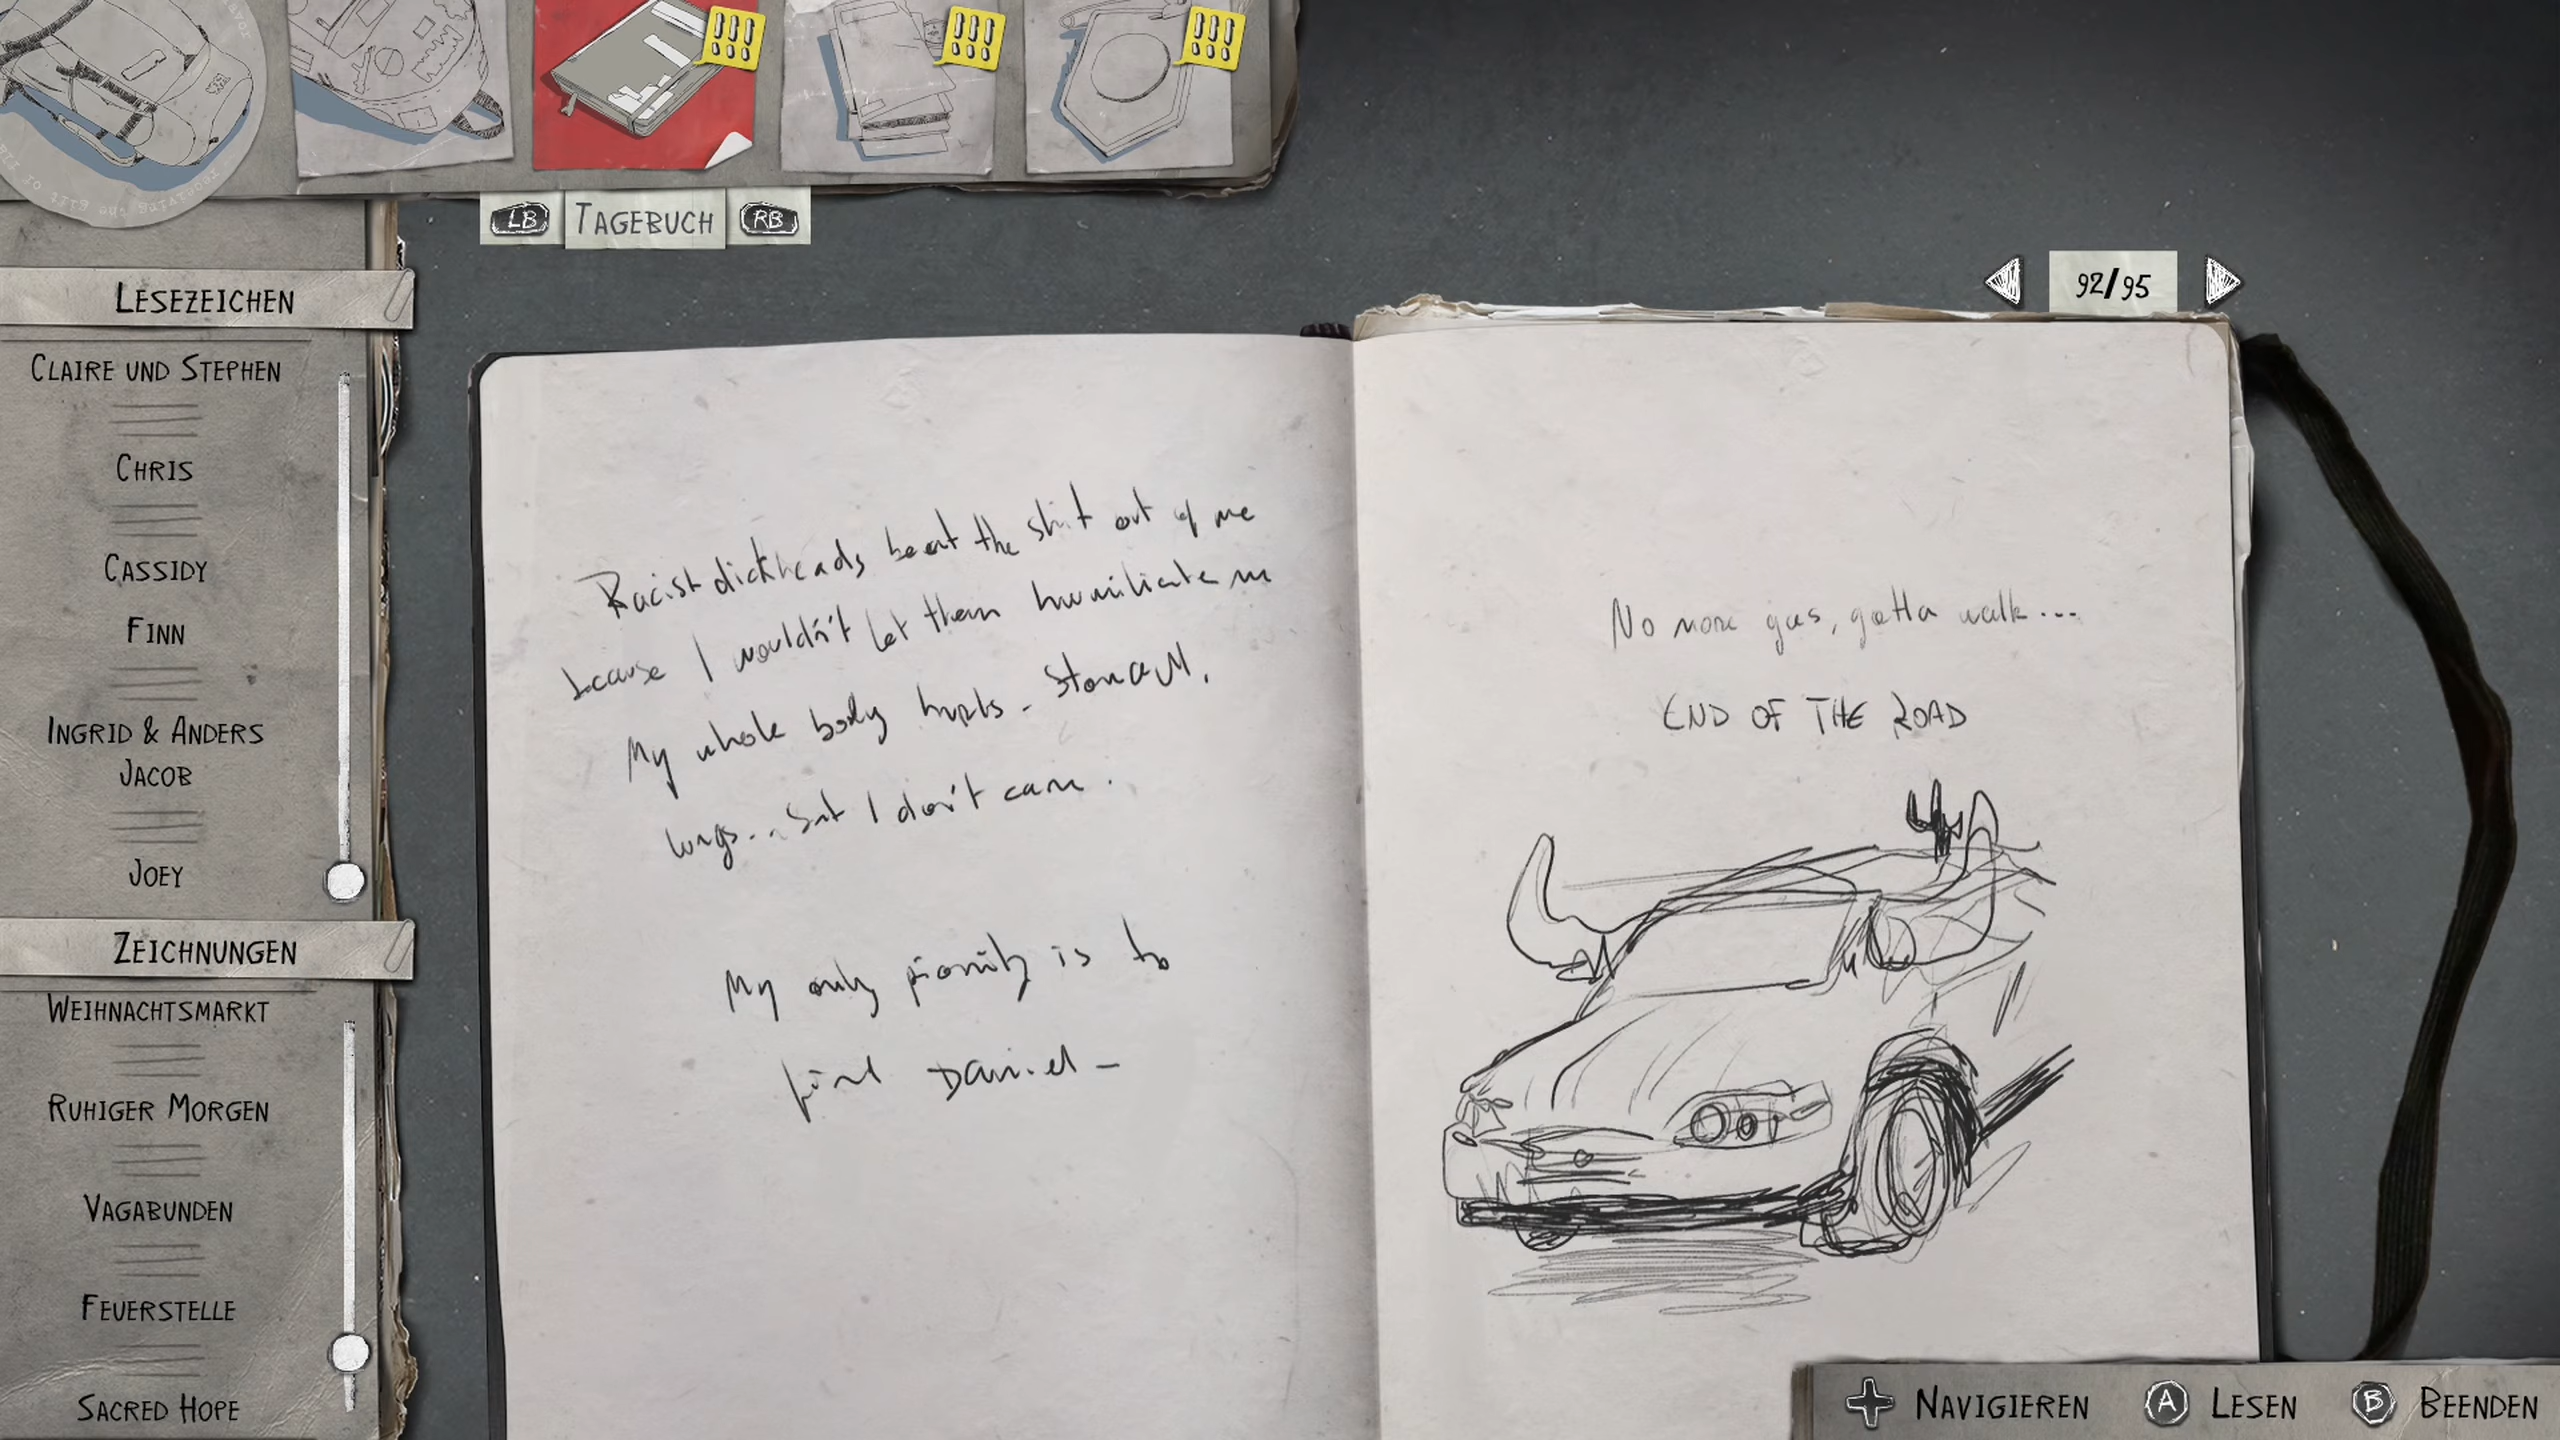 LB TAGEBUCH RB
LESEZEICHEN
CLAIRE UND STEPHEN
CHRIS
CASSIDY
FINN
INGRID & ANDERS
JACOB
JOEY
ZEICHNUNGEN
WEIHNACHTSMARKT
RUHIGER MORGEN
VAGABUNDEN
FEUERSTELLE
SACRED HOPE
92/95
Racist dickheads beat the shit out of me
because I wouldn't let them humiliate me
My whole body hurts - stomach,
lungs... But I don't care.
My only priority is to
find Daniel -
No more gas, gotta walk...
END OF THE ROAD
NAVIGIEREN A LESEN B BEENDEN